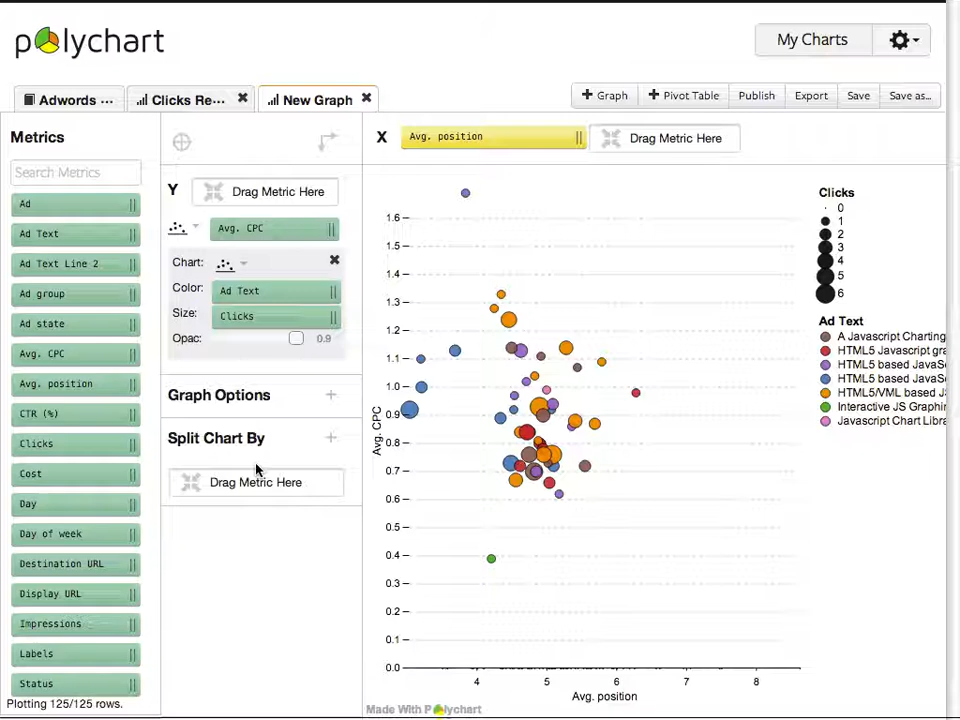 polychart
My Charts
Adwords ...
Clicks Re...
New Graph
+ Graph
+ Pivot Table
Publish
Export
Save
Save as...
Metrics
Search Metrics
Ad
Ad Text
Ad Text Line 2
Ad group
Ad state
Avg. CPC
Avg. position
CTR (%)
Clicks
Cost
Day
Day of week
Destination URL
Display URL
Impressions
Labels
Status
Plotting 125/125 rows.
Y
Drag Metric Here
Avg. CPC
Chart:
Color:
Ad Text
Size:
Clicks
Opac:
0.9
Graph Options
Split Chart By
Drag Metric Here
X
Avg. position
Drag Metric Here
1.6
1.5
1.4
1.3
1.2
1.1
1.0
0.9
0.8
0.7
0.6
0.5
0.4
0.3
0.2
0.1
0.0
Avg. CPC
4
5
6
7
8
Avg. position
Made With Polychart
Clicks
0
1
2
3
4
5
6
Ad Text
A Javascript Charting
HTML5 Javascript gra
HTML5 based JavaSc
HTML5 based JavaSc
HTML5/VML based JS
Interactive JS Graphin
Javascript Chart Libra